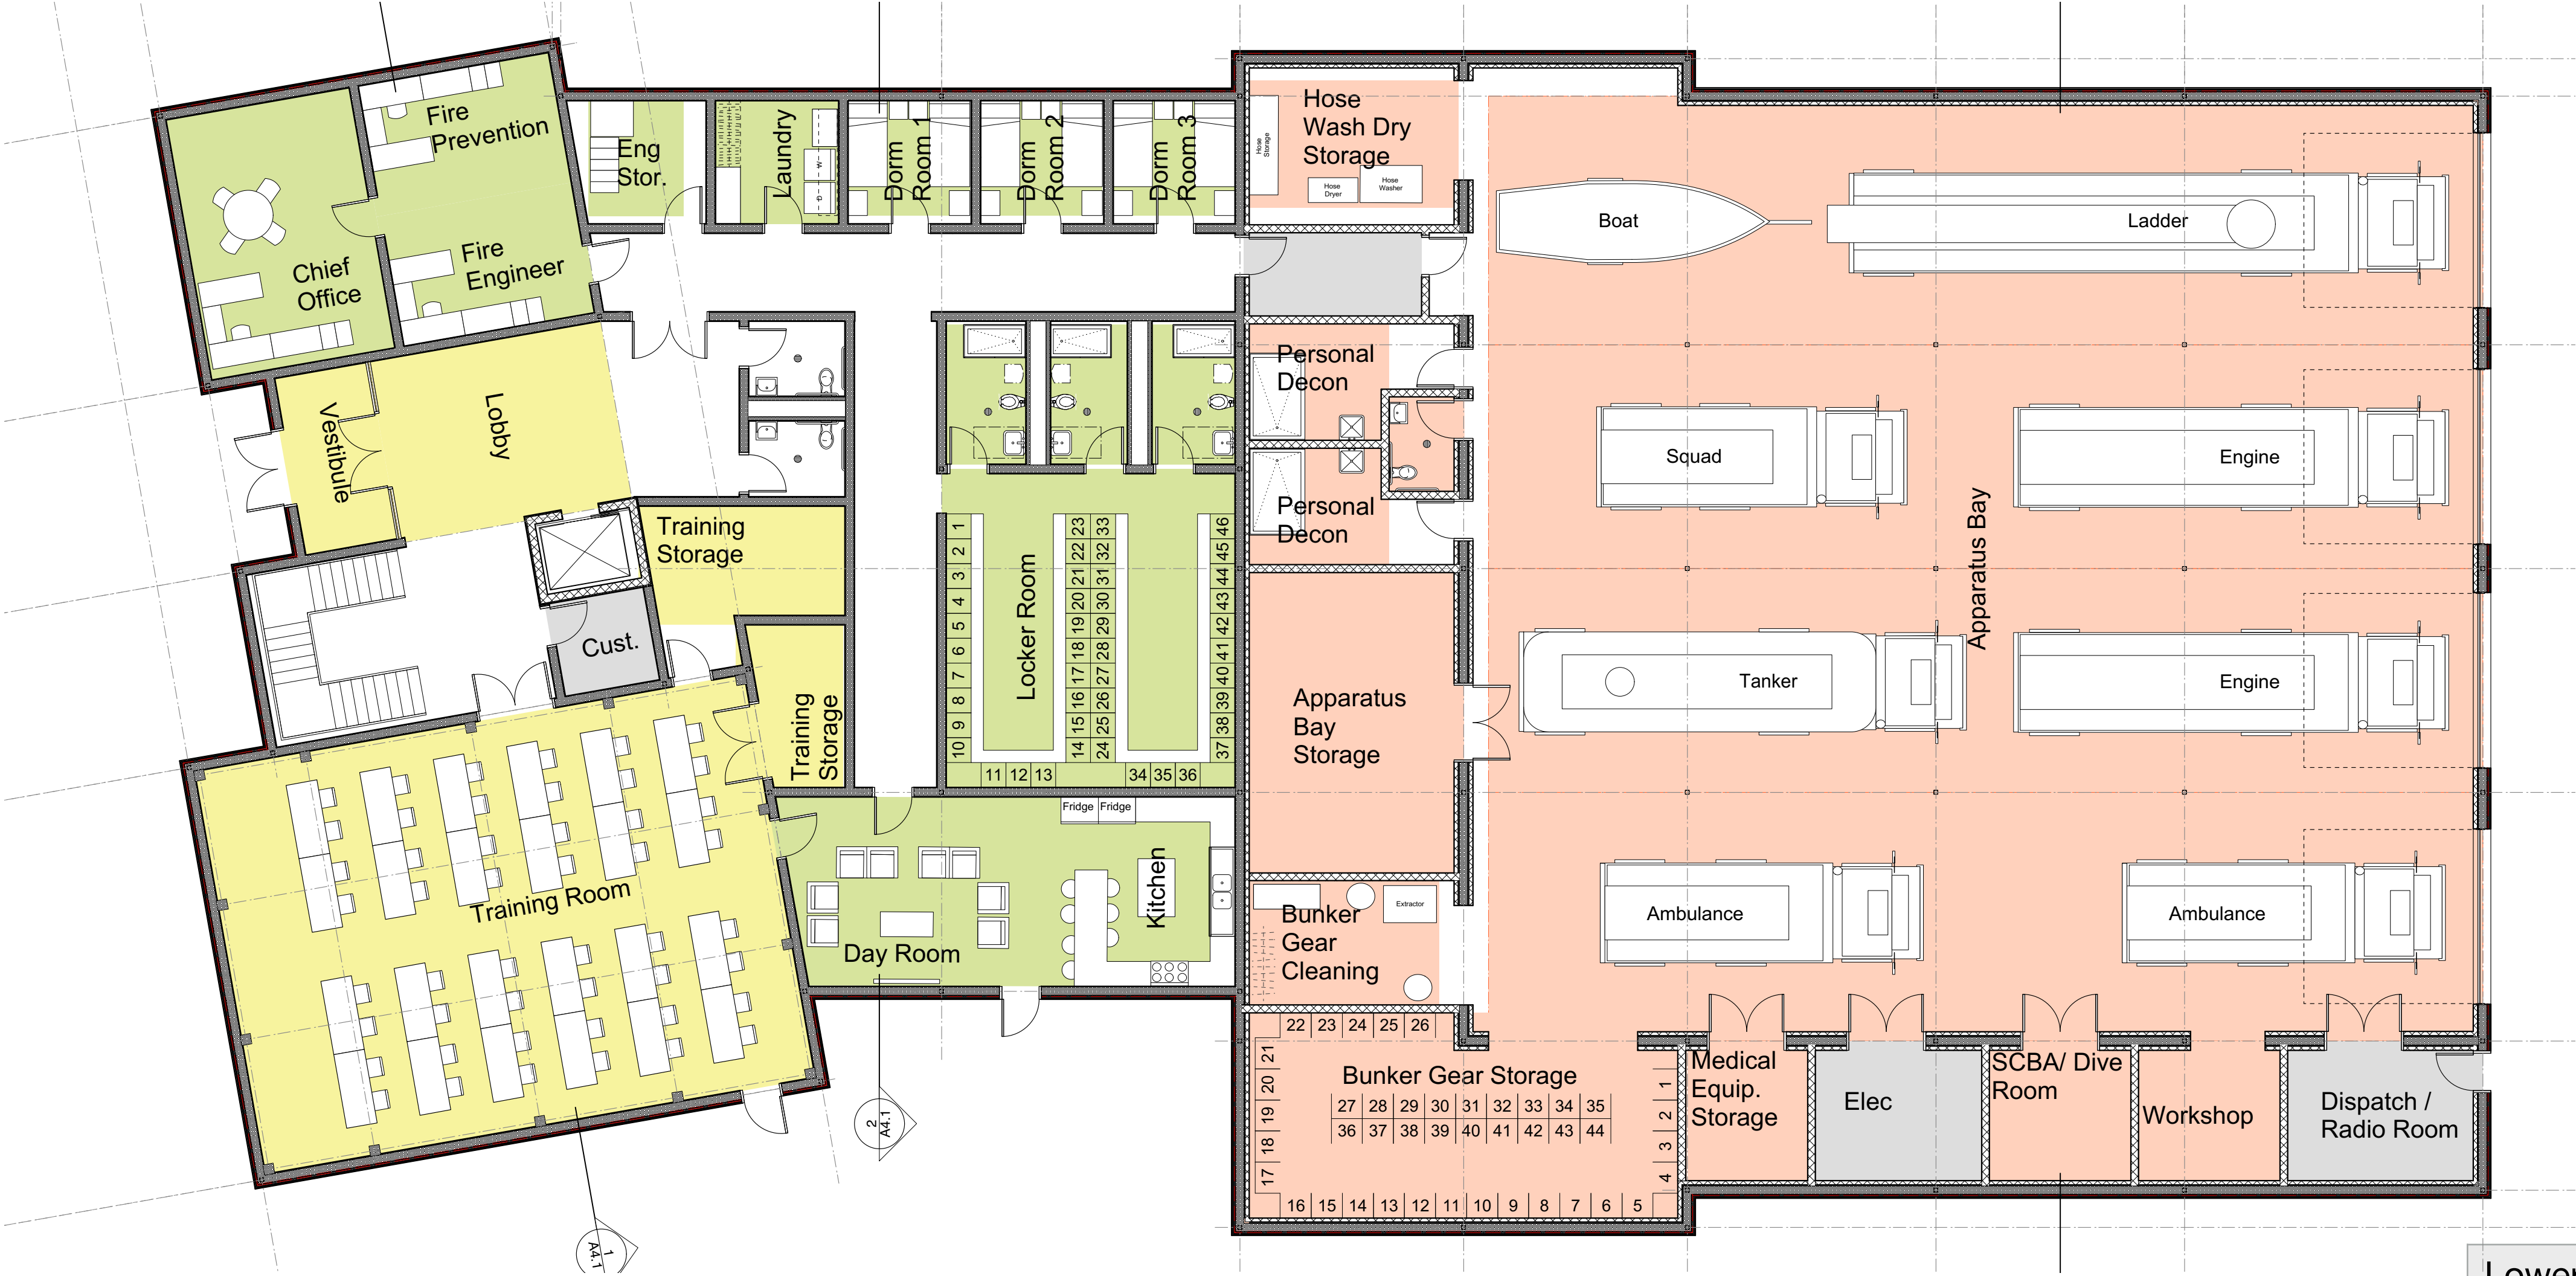 Fire
Prevention
Chief
Office
Fire
Engineer
Eng
Stor.
Laundry
W
D
Dorm
Room 1
Dorm
Room 2
Dorm
Room 3
Hose
Wash Dry
Storage
Hose
Storage
Hose
Dryer
Hose
Washer
Boat
Ladder
Vestibule
Lobby
Personal
Decon
Personal
Decon
Squad
Engine
Training
Storage
Cust.
Training
Storage
Locker Room
1
2
3
4
5
6
7
8
9
10
11 12 13
23 33
22 32
21 31
20 30
19 29
18 28
17 27
16 26
15 25
14 24
34 35 36
46
45
44
43
42
41
40
39
38
37
Apparatus Bay
Apparatus
Bay
Storage
Tanker
Engine
Training Room
Fridge Fridge
Day Room
Kitchen
Bunker
Gear
Cleaning
Extractor
Ambulance
Ambulance
22 23 24 25 26
21
20
19
18
17
Bunker Gear Storage
27 28 29 30 31 32 33 34 35
36 37 38 39 40 41 42 43 44
1
2
3
4
16 15 14 13 12 11 10 9 8 7 6 5
Medical
Equip.
Storage
Elec
SCBA/ Dive
Room
Workshop
Dispatch /
Radio Room
2
A4.1
1
A4.1